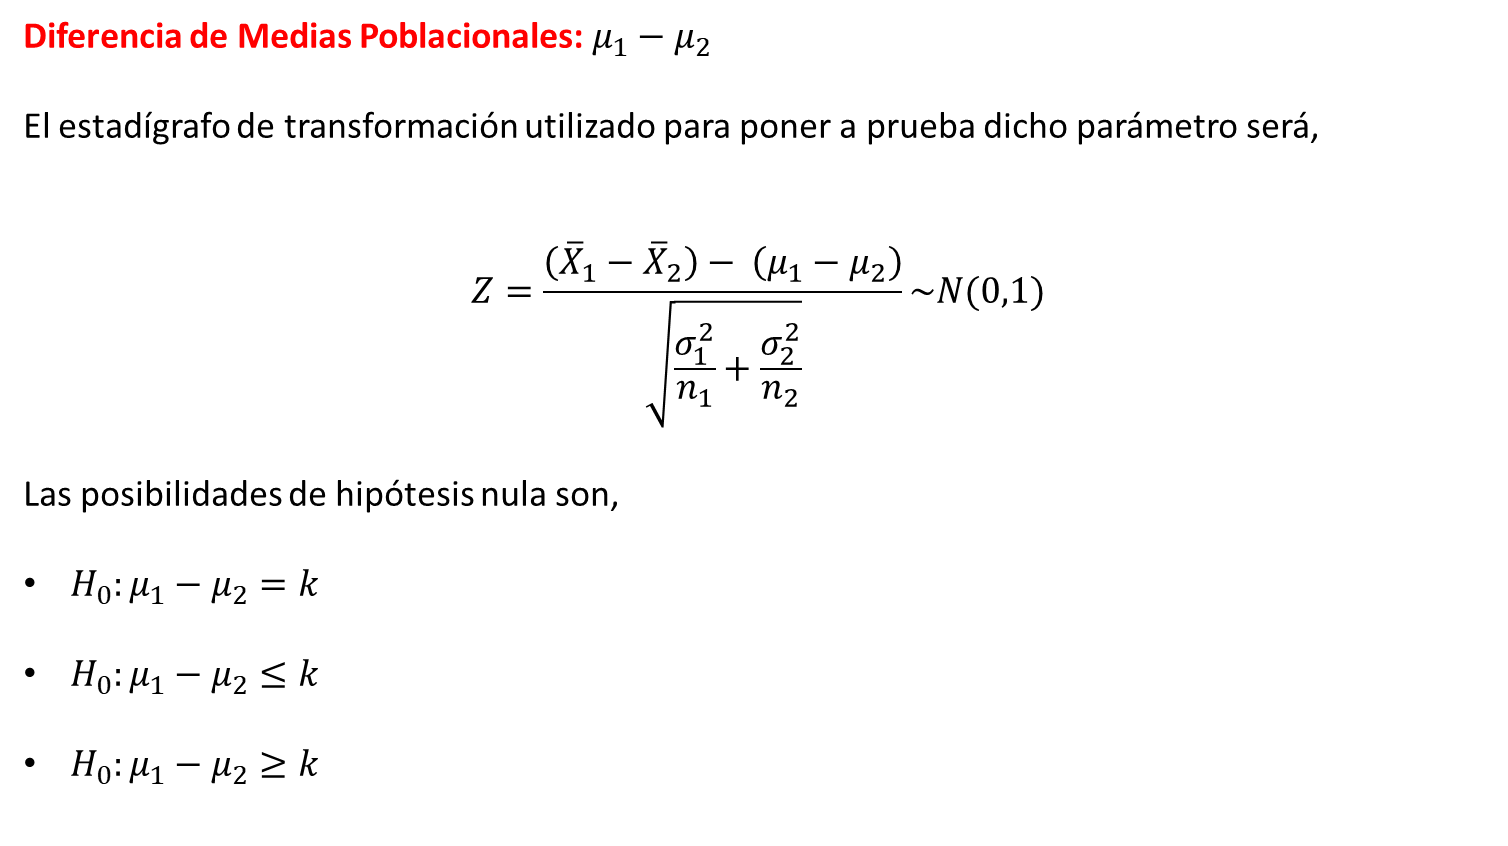 Diferencia de Medias Poblacionales: μ₁ − μ₂
El estadígrafo de transformación utilizado para poner a prueba dicho parámetro será,
Z = ((X̄₁ − X̄₂) − (μ₁ − μ₂)) / √(σ₁²/n₁ + σ₂²/n₂) ~N(0,1)
Las posibilidades de hipótesis nula son,
• H₀: μ₁ − μ₂ = k
• H₀: μ₁ − μ₂ ≤ k
• H₀: μ₁ − μ₂ ≥ k